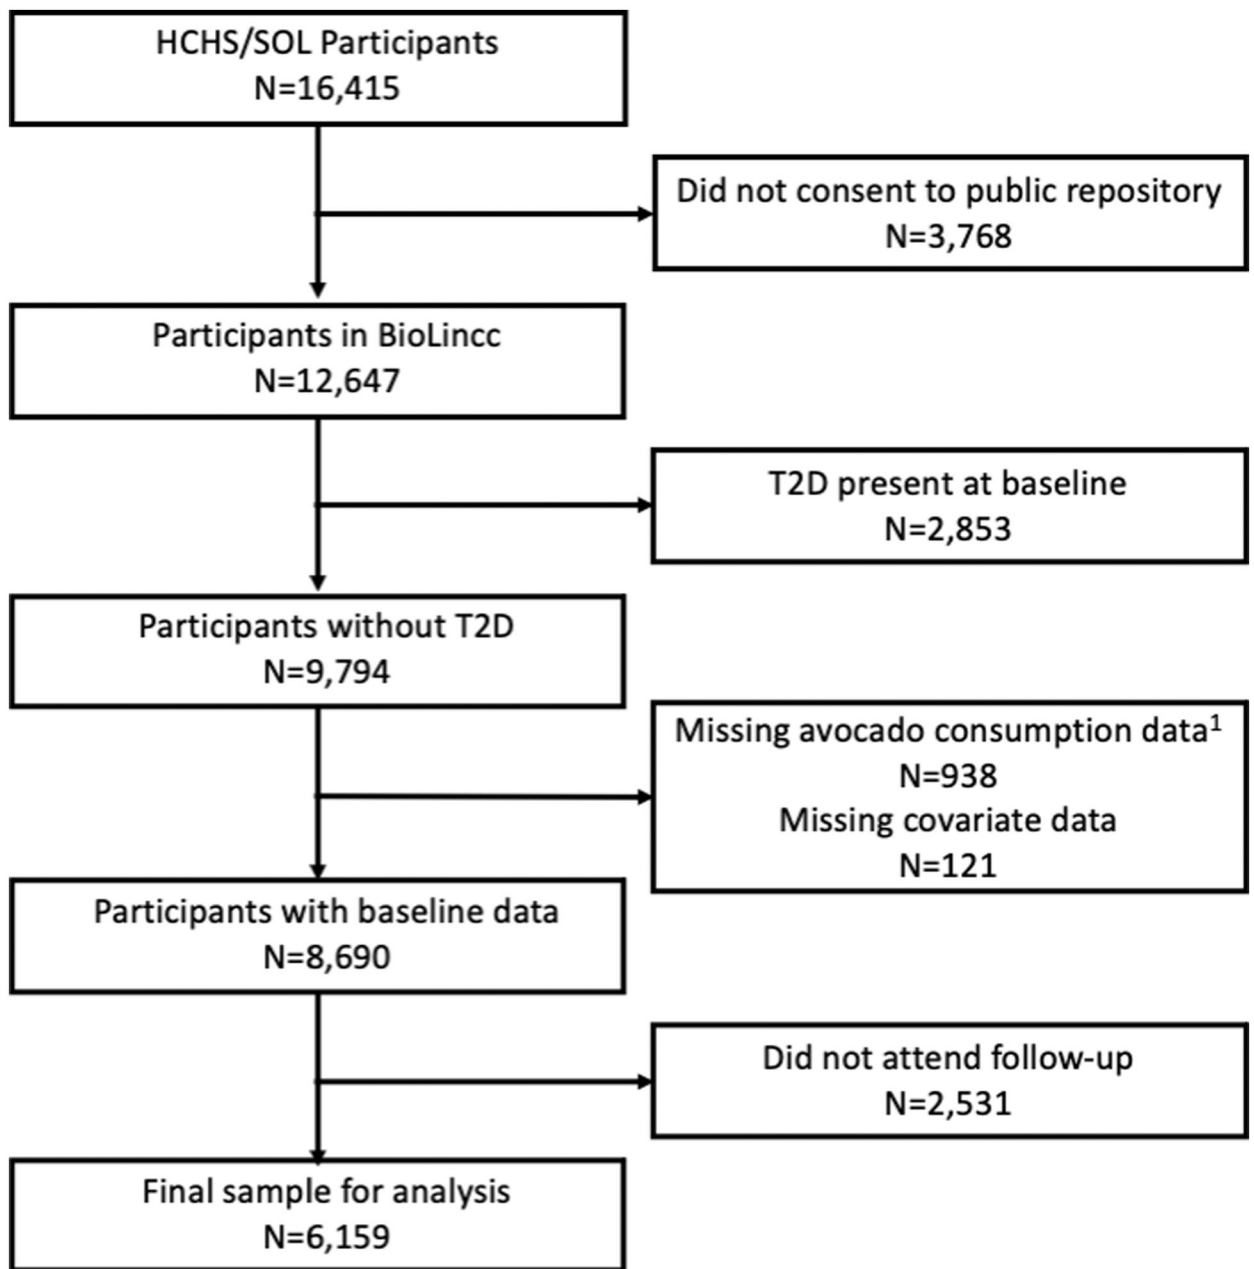 HCHS/SOL Participants
N=16,415
Did not consent to public repository
N=3,768
Participants in BioLincc
N=12,647
T2D present at baseline
N=2,853
Participants without T2D
N=9,794
Missing avocado consumption data¹
N=938
Missing covariate data
N=121
Participants with baseline data
N=8,690
Did not attend follow-up
N=2,531
Final sample for analysis
N=6,159